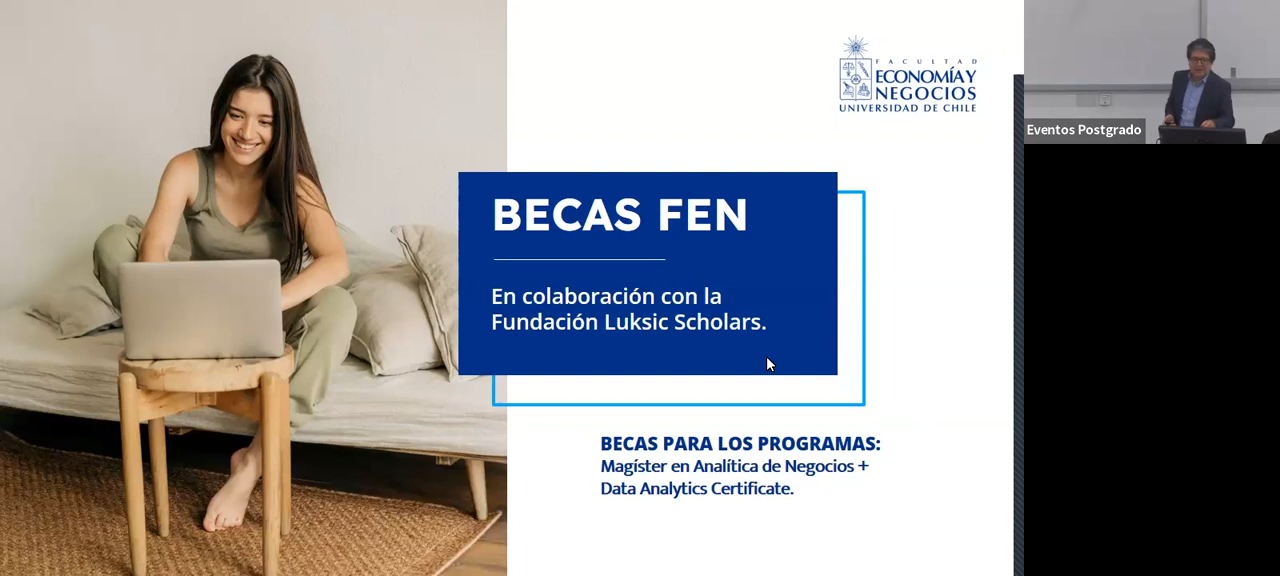 FACULTAD
ECONOMÍA Y
NEGOCIOS
UNIVERSIDAD DE CHILE
Eventos Postgrado
BECAS FEN
En colaboración con la
Fundación Luksic Scholars.
BECAS PARA LOS PROGRAMAS:
Magíster en Analítica de Negocios +
Data Analytics Certificate.